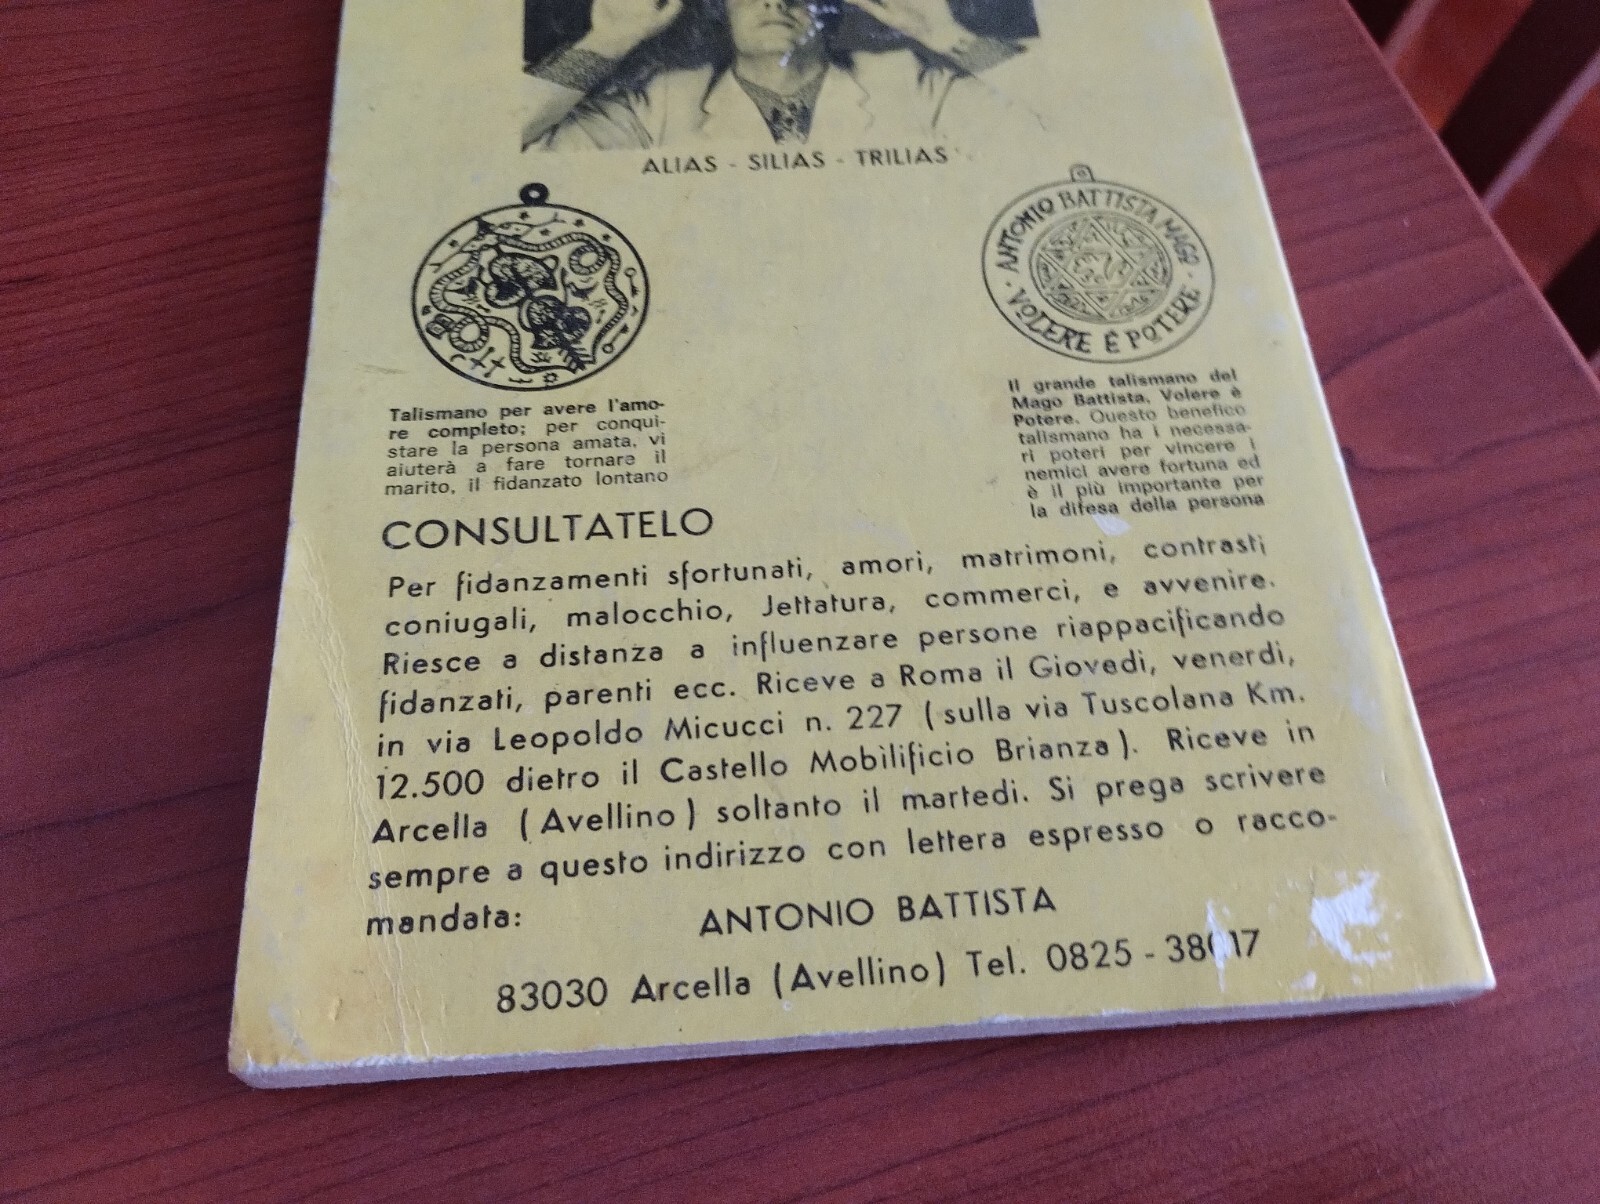 ALIAS - SILIAS - TRILIAS
ANTONIO BATTISTA MAGO
VOLERE È POTERE
Talismano per avere l'amo-
re completo; per conqui-
stare la persona amata, vi
aiuterà a fare tornare il
marito, il fidanzato lontano
Il grande talismano del
Mago Battista. Volere è
Potere. Questo benefico
talismano ha i necessa-
ri poteri per vincere i
nemici avere fortuna ed
è il più importante per
la difesa della persona
CONSULTATELO
Per fidanzamenti sfortunati, amori, matrimoni, contrasti
coniugali, malocchio, Jettatura, commerci, e avvenire.
Riesce a distanza a influenzare persone riappacificando
fidanzati, parenti ecc. Riceve a Roma il Giovedi, venerdi,
in via Leopoldo Micucci n. 227 (sulla via Tuscolana Km.
12.500 dietro il Castello Mobilificio Brianza). Riceve in
Arcella (Avellino) soltanto il martedi. Si prega scrivere
sempre a questo indirizzo con lettera espresso o racco-
mandata:
ANTONIO BATTISTA
83030 Arcella (Avellino) Tel. 0825 - 38017